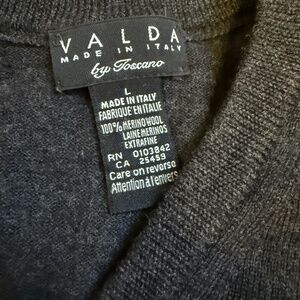 VALDA
MADE IN ITALY
by Toscano
L
MADE IN ITALY
FABRIQUE EN ITALIE
100% MERINO WOOL
LAINE MERINOS
EXTRAFINE
RN 0103842
CA 25459
Care on reverso
Attention à l'envers